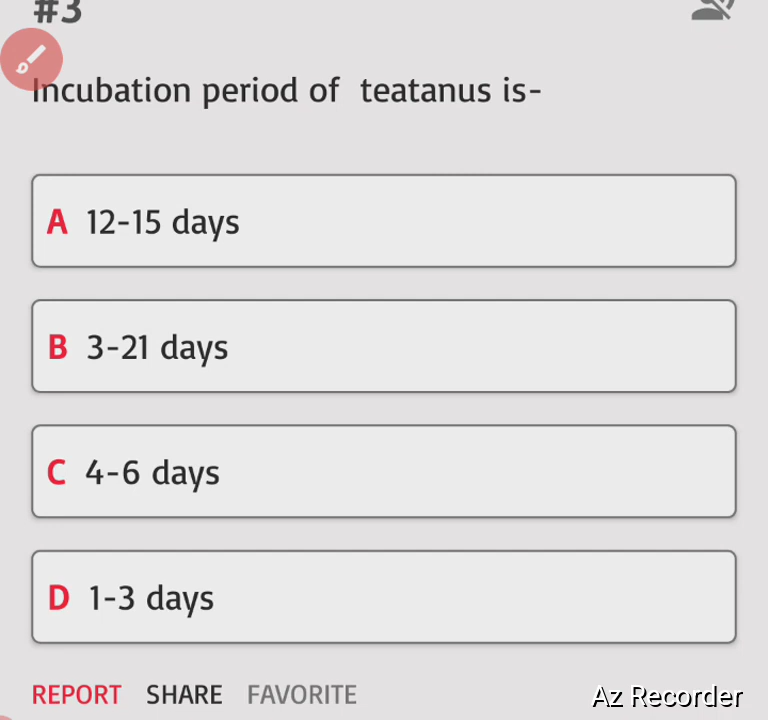 #3
Incubation period of teatanus is-
A 12-15 days
B 3-21 days
C 4-6 days
D 1-3 days
REPORT SHARE FAVORITE
Az Recorder